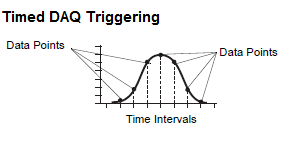 Timed DAQ Triggering
Data Points
Data Points
Time Intervals